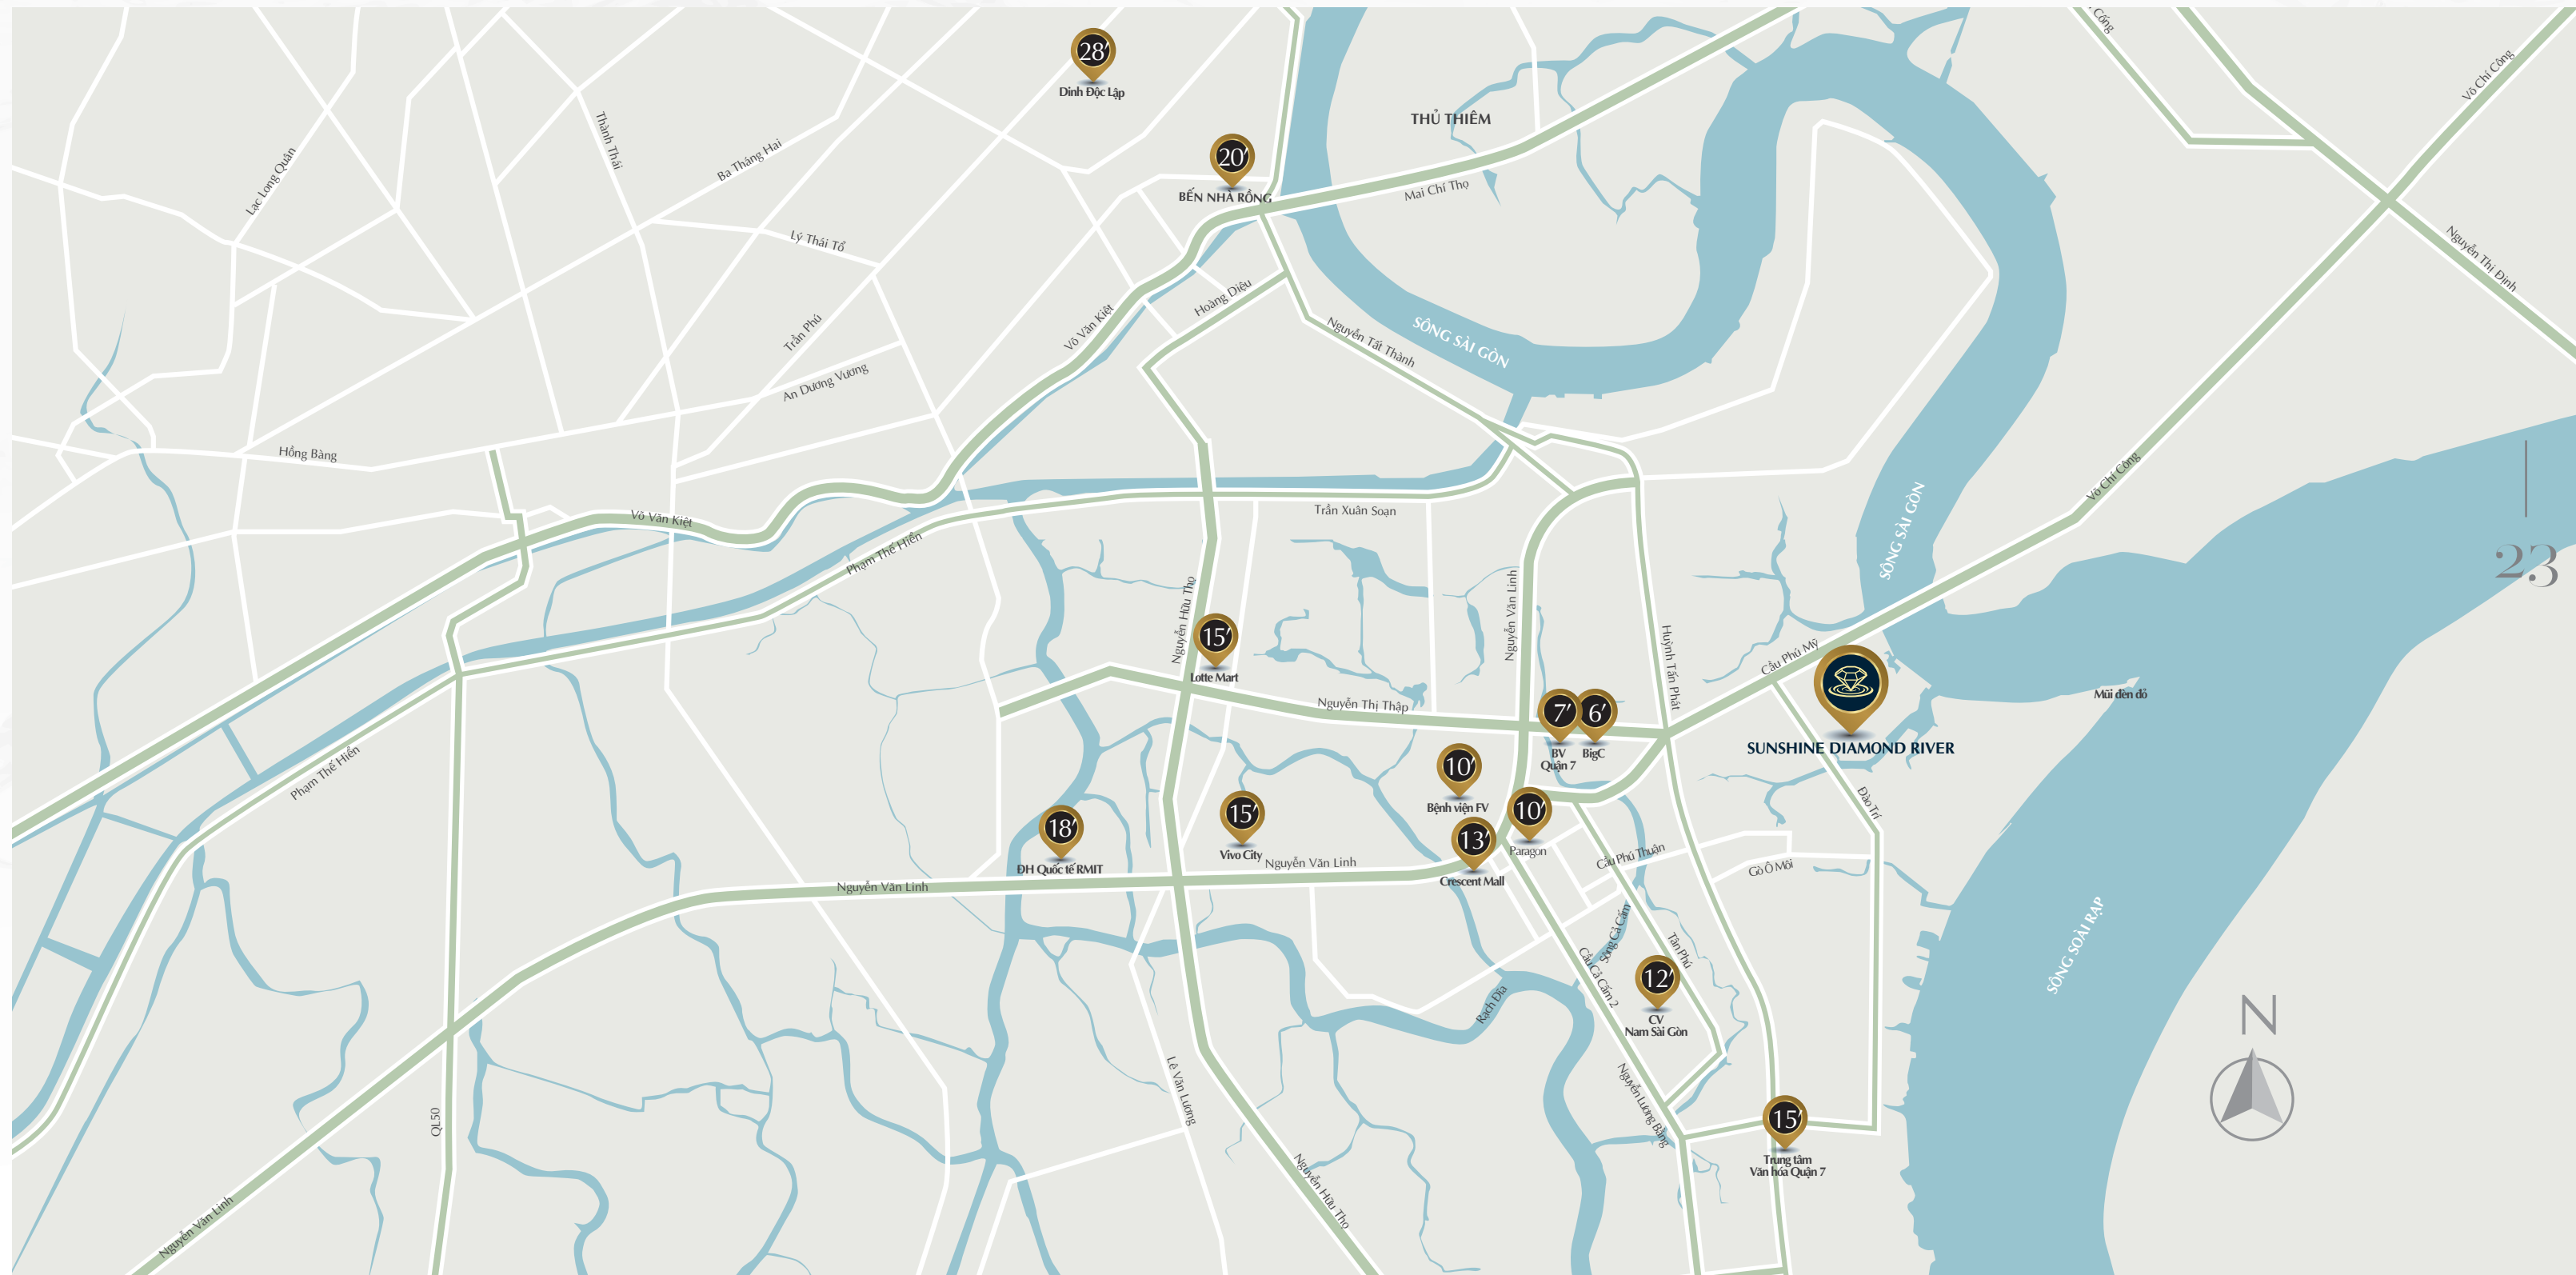 Cống
28′
Dinh Độc Lập
Võ Chí Công
THỦ THIÊM
Thành Thái
Ba Tháng Hai
Lạc Long Quân
20′
BẾN NHÀ RỒNG
Mai Chí Thọ
Lý Thái Tổ
Nguyễn Thị Định
Hoàng Diệu
Võ Văn Kiệt
Trần Phú
Nguyễn Tất Thành
SÔNG SÀI GÒN
An Dương Vương
Hồng Bàng
Võ Chí Công
Võ Văn Kiệt
Trần Xuân Soạn
SÔNG SÀI GÒN
23
Phạm Thế Hiển
Nguyễn Hữu Thọ
Nguyễn Văn Linh
15′
Lotte Mart
Huỳnh Tấn Phát
Cầu Phú Mỹ
Mũi đèn đỏ
Nguyễn Thị Thập
7′
6′
BV
Quận 7
BigC
SUNSHINE DIAMOND RIVER
Phạm Thế Hiển
10′
Bệnh viện FV
10′
Paragon
Đào Trí
15′
Vivo City
18′
ĐH Quốc tế RMIT
13′
Crescent Mall
Cầu Phú Thuận
Gò Ô Môi
Nguyễn Văn Linh
Nguyễn Văn Linh
Sông Cả Cấm
Cầu Cả Cấm 2
Tân Phú
SÔNG SOÀI RẠP
12′
CV
Nam Sài Gòn
Rạch Đỉa
N
QL50
Lê Văn Lương
Nguyễn Lương Bằng
15′
Trung tâm
Văn hóa Quận 7
Nguyễn Văn Linh
Nguyễn Hữu Thọ